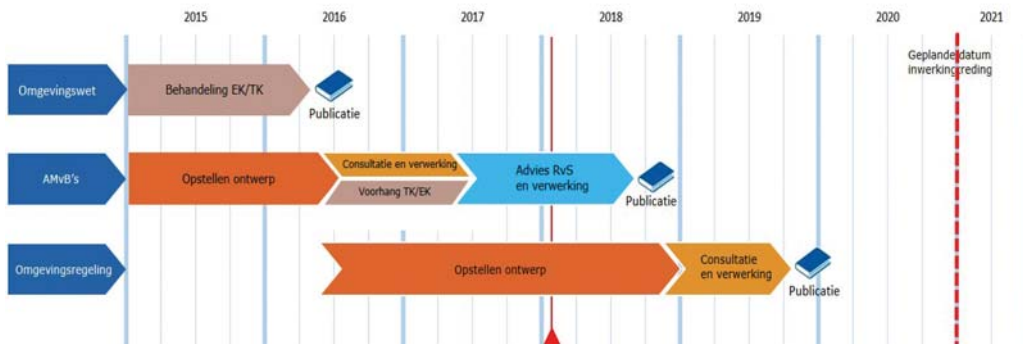 2015 2016 2017 2018 2019 2020 2021
Geplande datum
inwerkingtreding
Omgevingswet
Behandeling EK/TK
Publicatie
AMvB's
Opstellen ontwerp
Consultatie en verwerking
Voorhang TK/EK
Advies RvS
en verwerking
Publicatie
Omgevingsregeling
Opstellen ontwerp
Consultatie
en verwerking
Publicatie